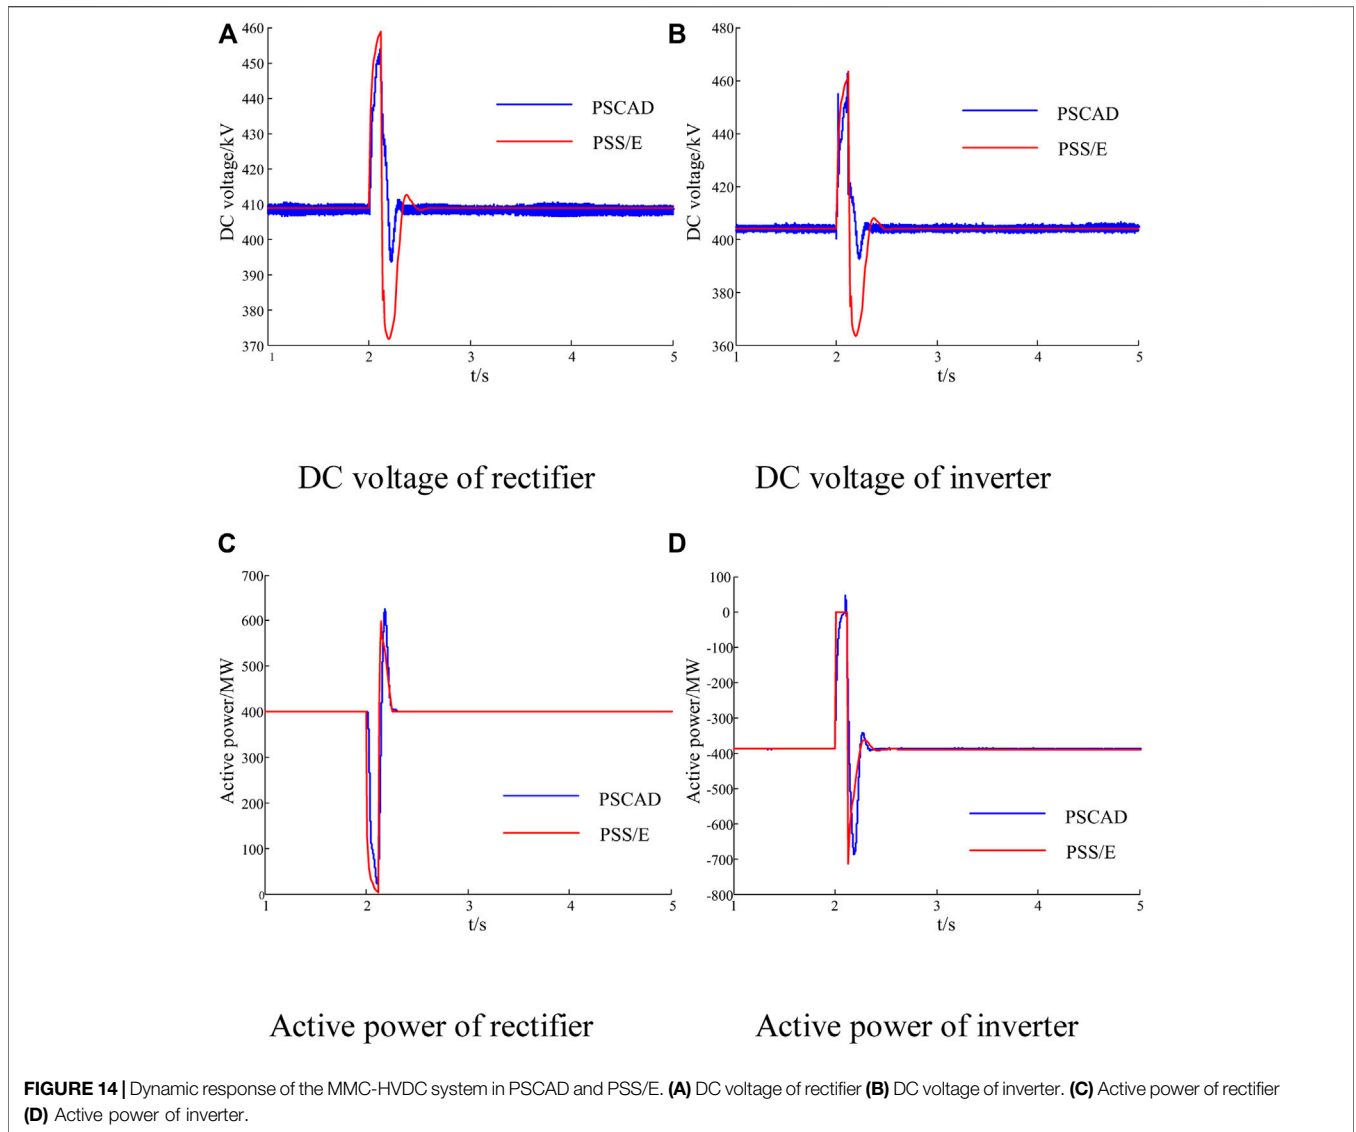 A
460
450
440
430
420
410
400
390
380
370
DC voltage/kV
PSCAD
PSS/E
1 2 3 4 5
t/s
DC voltage of rectifier
B
480
460
440
420
400
380
360
DC voltage/kV
PSCAD
PSS/E
1 2 3 4 5
t/s
DC voltage of inverter
C
700
600
500
400
300
200
100
0
Active power/MW
PSCAD
PSS/E
1 2 3 4 5
t/s
Active power of rectifier
D
100
0
-100
-200
-300
-400
-500
-600
-700
-800
Active power/MW
PSCAD
PSS/E
1 2 3 4 5
t/s
Active power of inverter
FIGURE 14 | Dynamic response of the MMC-HVDC system in PSCAD and PSS/E. (A) DC voltage of rectifier (B) DC voltage of inverter. (C) Active power of rectifier
(D) Active power of inverter.